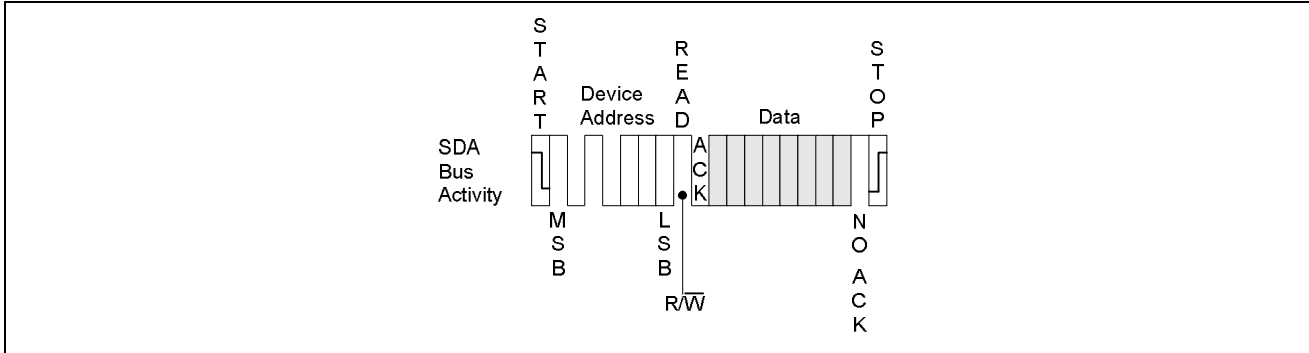 START
Device
Address
READ
Data
STOP
SDA
Bus
Activity
ACK
MSB
LSB
R/W̅
NO ACK